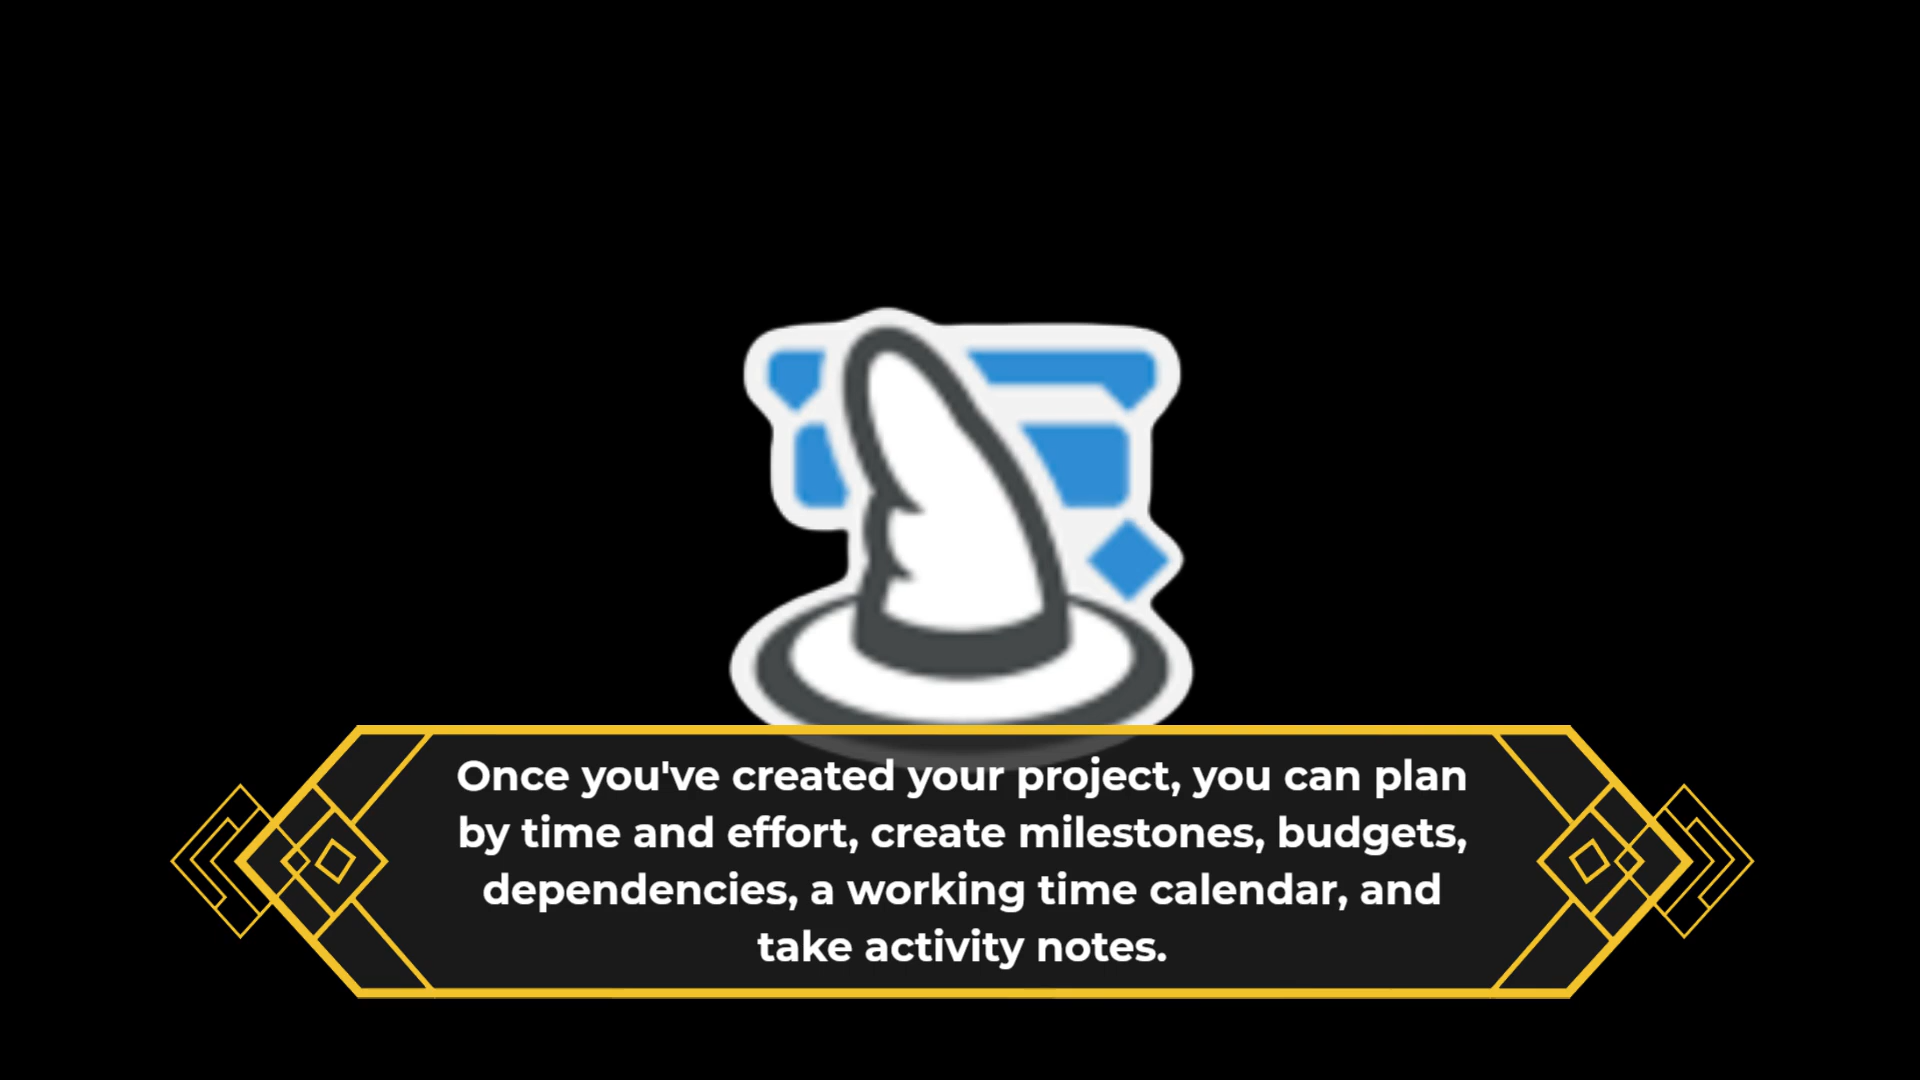 Once you've created your project, you can plan
by time and effort, create milestones, budgets,
dependencies, a working time calendar, and
take activity notes.